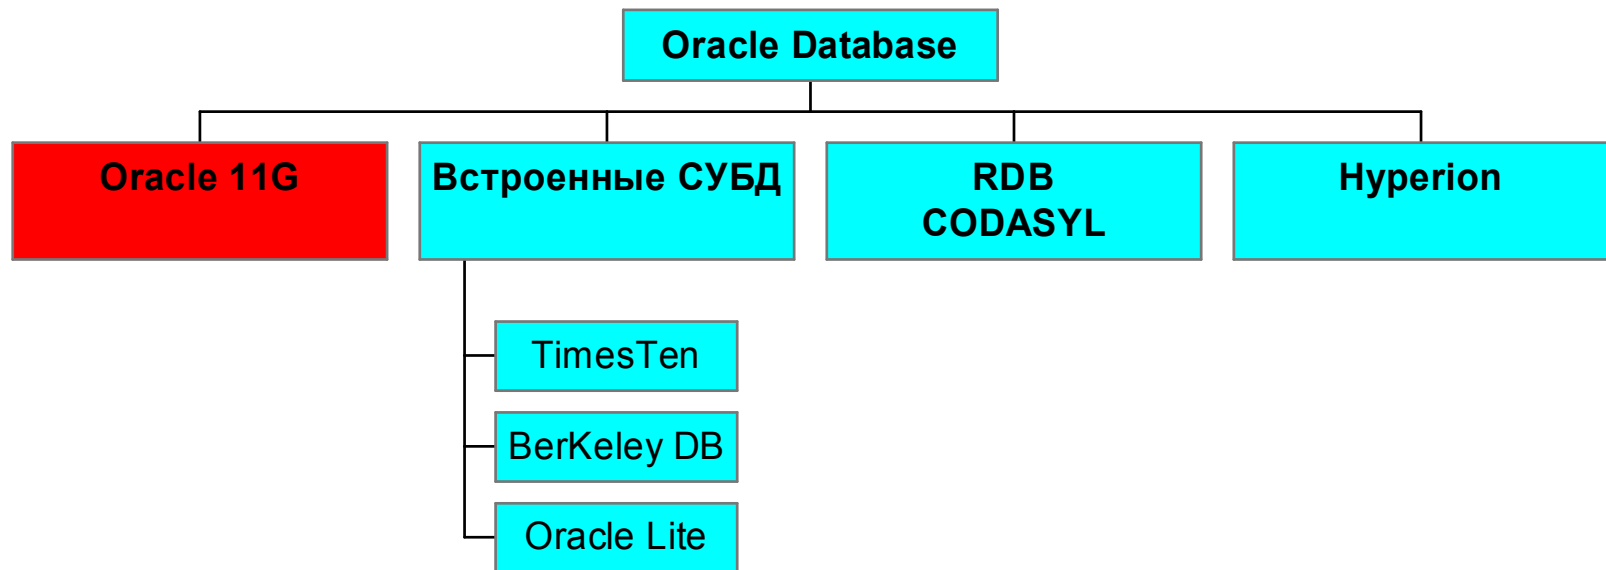 Oracle Database
Oracle 11G
Встроенные СУБД
RDB
CODASYL
Hyperion
TimesTen
BerKeley DB
Oracle Lite